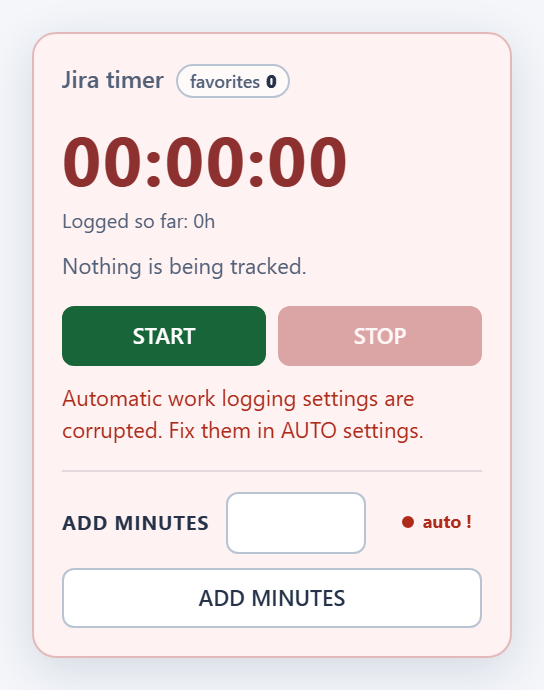 Jira timer favorites 0
00:00:00
Logged so far: 0h
Nothing is being tracked.
START STOP
Automatic work logging settings are
corrupted. Fix them in AUTO settings.
ADD MINUTES auto !
ADD MINUTES